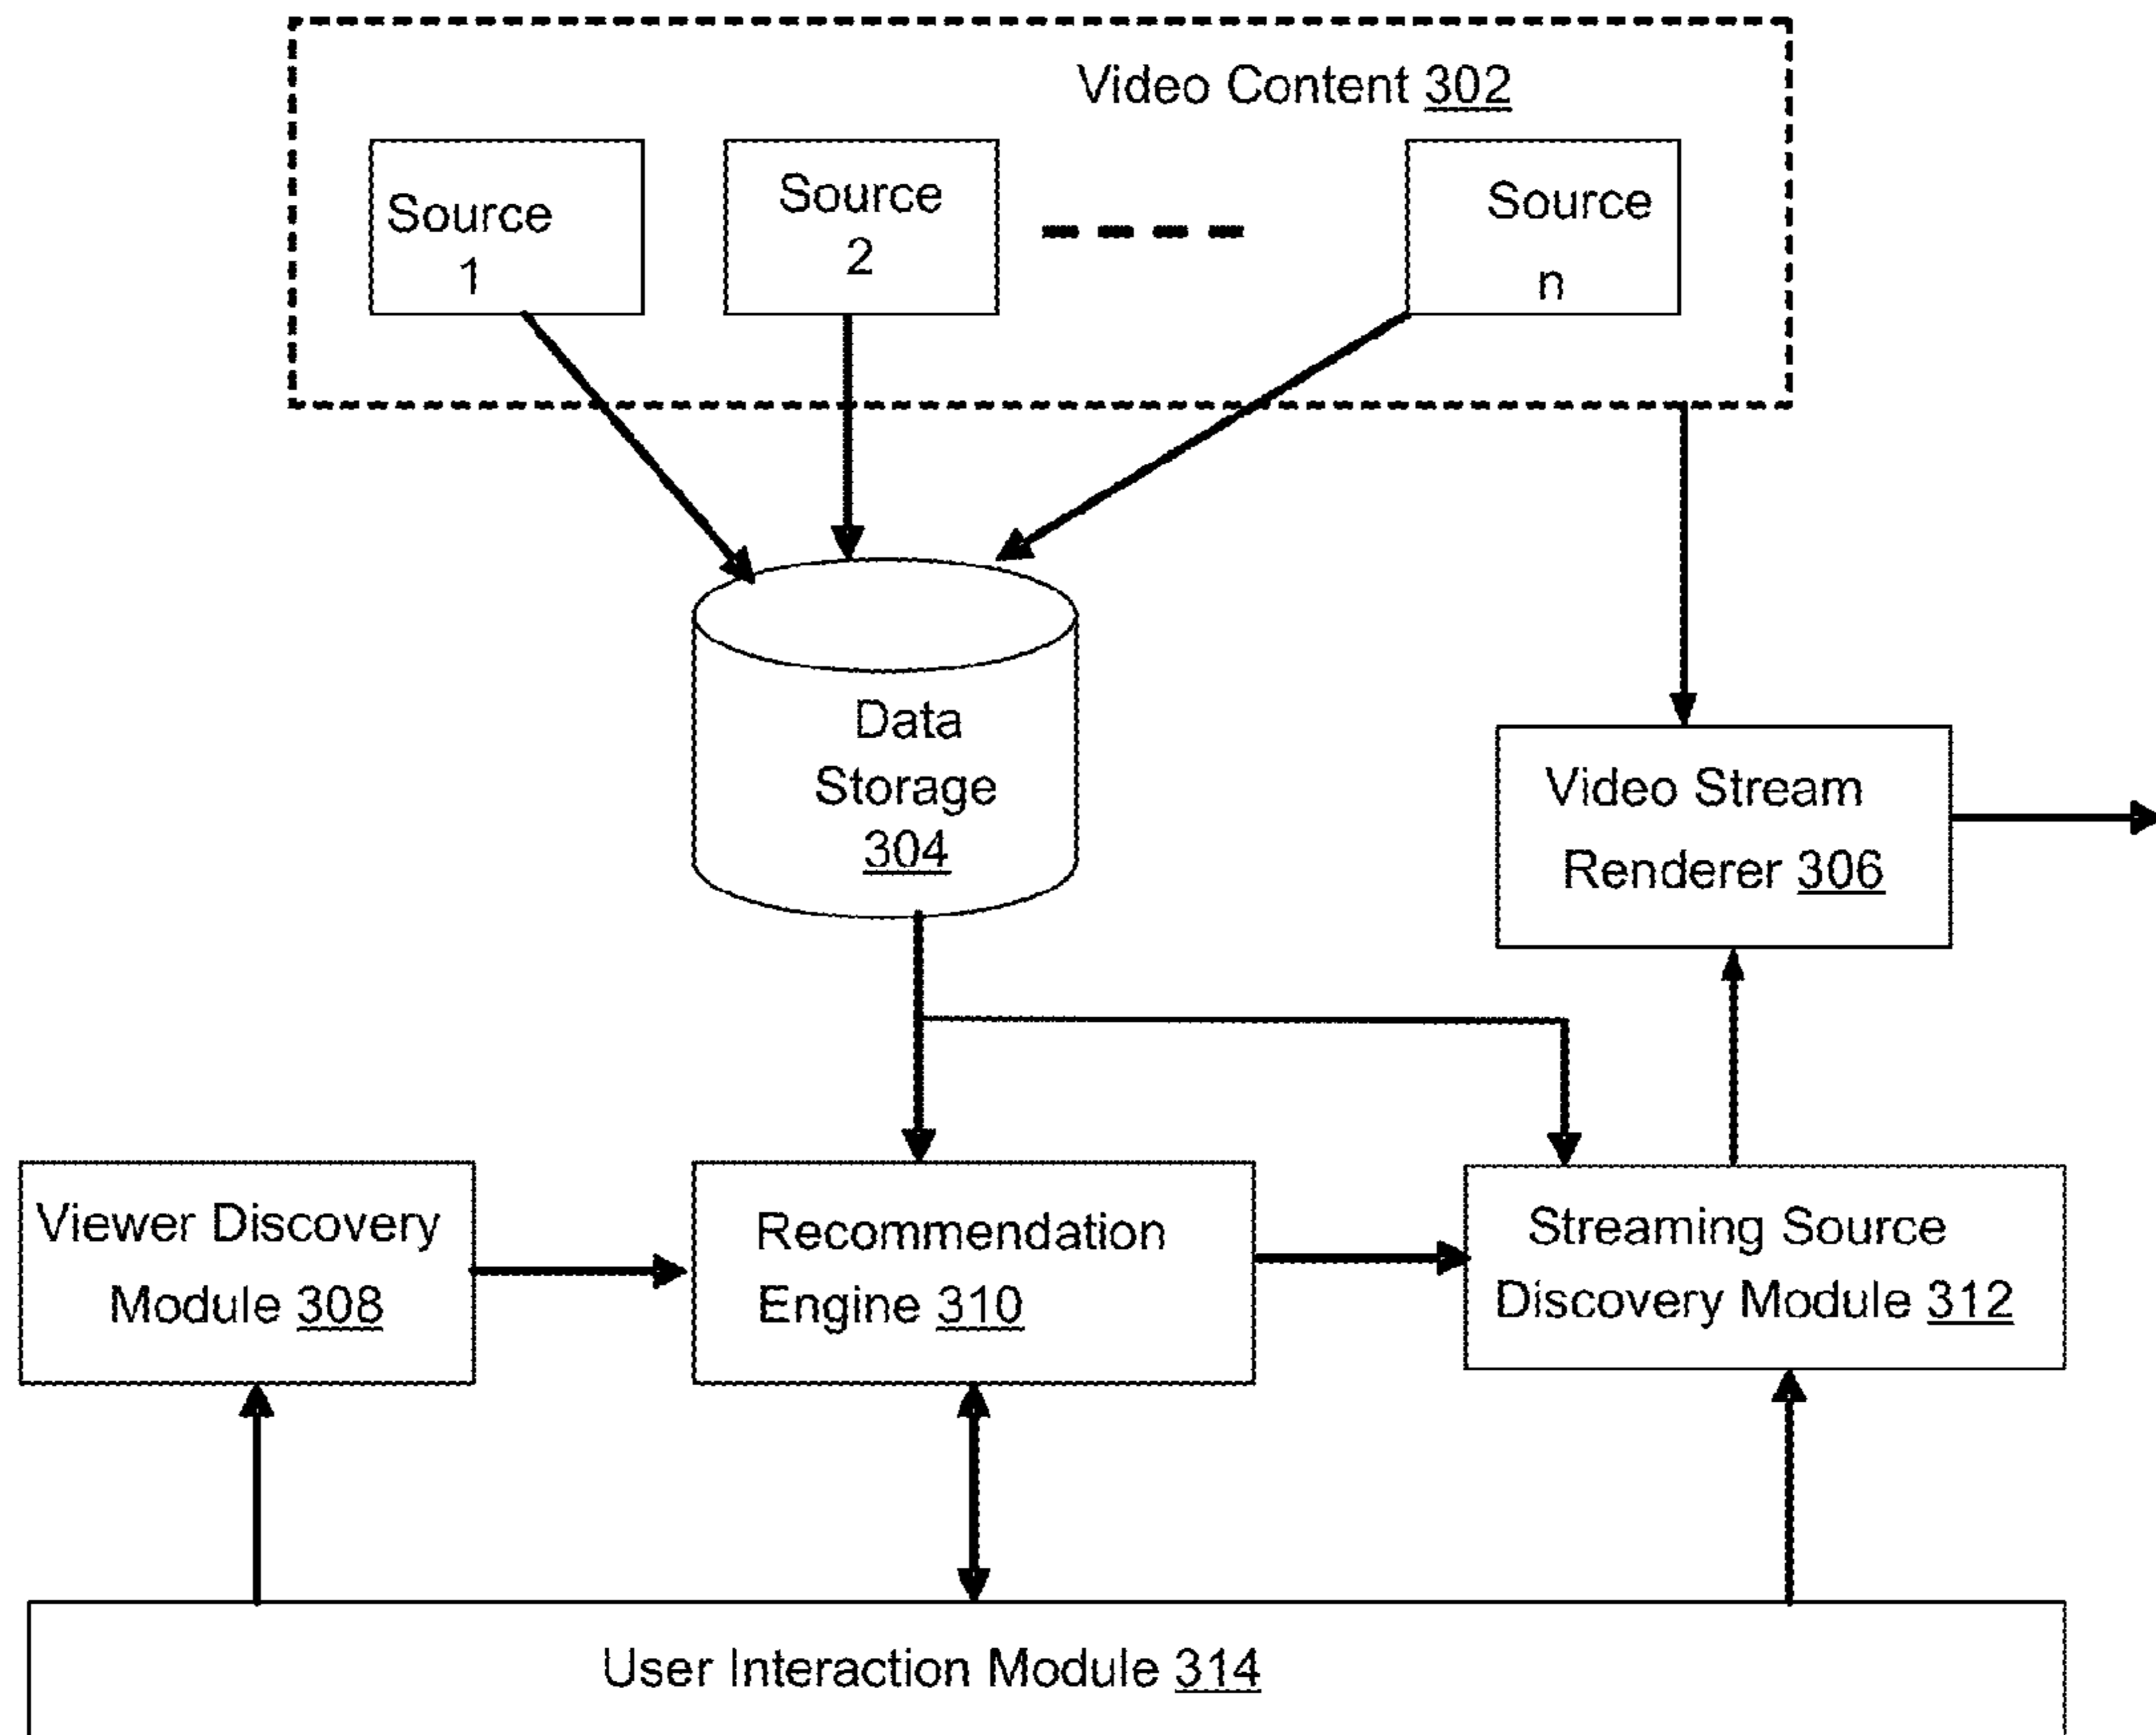 Video Content 302
Source
1
Source
2
Source
n
Data
Storage
304
Video Stream
Renderer 306
Viewer Discovery
Module 308
Recommendation
Engine 310
Streaming Source
Discovery Module 312
User Interaction Module 314